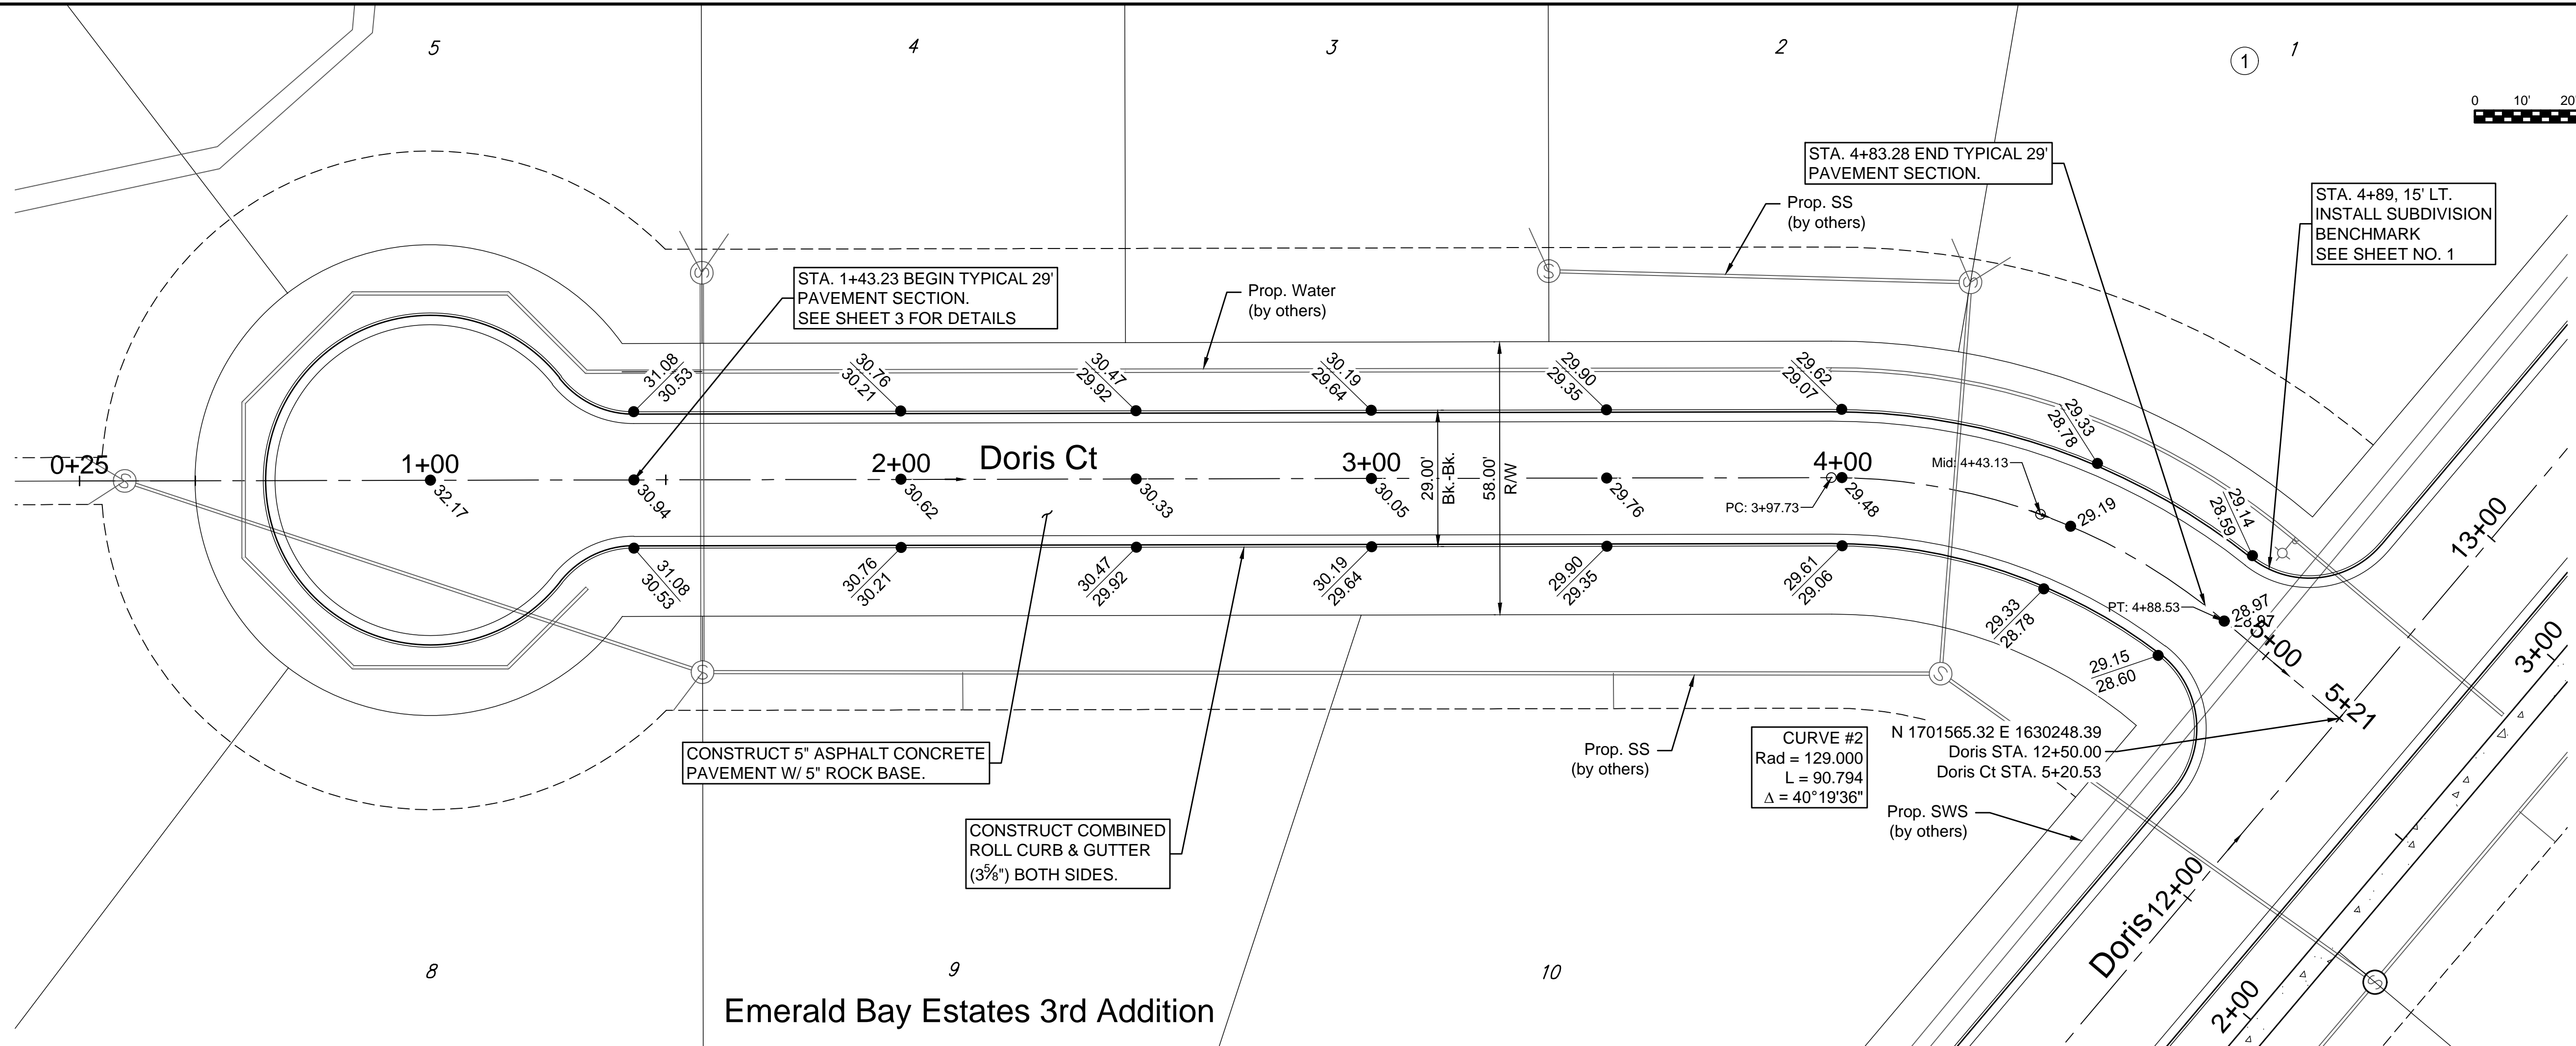 5
4
3
2
1
1
0 10' 20
STA. 4+83.28 END TYPICAL 29'
PAVEMENT SECTION.
STA. 4+89, 15' LT.
INSTALL SUBDIVISION
BENCHMARK
SEE SHEET NO. 1
Prop. SS
(by others)
STA. 1+43.23 BEGIN TYPICAL 29'
PAVEMENT SECTION.
SEE SHEET 3 FOR DETAILS
Prop. Water
(by others)
S
S
S
31.08
30.53
30.76
30.21
30.47
29.92
30.19
29.64
29.90
29.35
29.62
29.07
29.33
28.78
29.14
28.59
0+25
S
1+00
32.17
30.94
2+00
30.62
Doris Ct
30.33
3+00
30.05
29.00'
Bk.-Bk.
58.00'
R/W
29.76
4+00
29.48
PC: 3+97.73
Mid: 4+43.13
29.19
PT: 4+88.53
28.97
28.97
5+00
5+21
13+00
3+00
31.08
30.53
30.76
30.21
30.47
29.92
30.19
29.64
29.90
29.35
29.61
29.06
29.33
28.78
29.15
28.60
S
S
CONSTRUCT 5" ASPHALT CONCRETE
PAVEMENT W/ 5" ROCK BASE.
CONSTRUCT COMBINED
ROLL CURB & GUTTER
(3⅝") BOTH SIDES.
Prop. SS
(by others)
CURVE #2
Rad = 129.000
L = 90.794
Δ = 40°19'36"
N 1701565.32 E 1630248.39
Doris STA. 12+50.00
Doris Ct STA. 5+20.53
Prop. SWS
(by others)
Doris
12+00
2+00
S
8
9
10
Emerald Bay Estates 3rd Addition